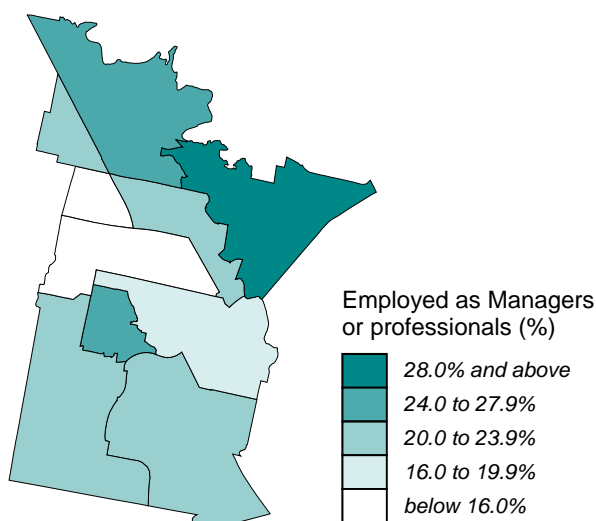 Employed as Managers
or professionals (%)
28.0% and above
24.0 to 27.9%
20.0 to 23.9%
16.0 to 19.9%
below 16.0%